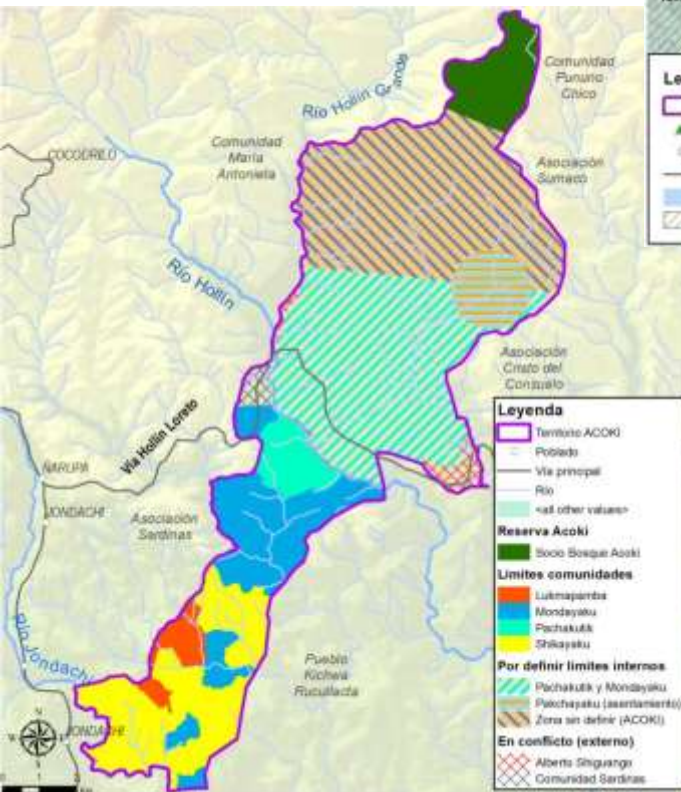 Comunidad
Pununo
Chico
Río Hollín Grande
Comunidad
María
Antonieta
COCODRILO
Asociación
Sumaco
Río Hollín
Asociación
Cristo del
Consuelo
Vía Hollín Loreto
ÑARUPA
JONDACHI
Asociación
Sardinas
Río Jondachi
Pueblo
Kichwa
Rucullacta
JONDACHI
N
W
Le
Leyenda
Territorio ACOKI
Poblado
Vía principal
Río
<all other values>
Reserva Acoki
Socio Bosque Acoki
Limites comunidades
Lukmapamba
Mondayaku
Pachakutik
Shikayaku
Por definir limites internos
Pachakutik y Mondayaku
Pakchayaku (asentamiento)
Zona sin definir (ACOKI)
En conflicto (externo)
Alberto Shiguango
Comunidad Sardinas